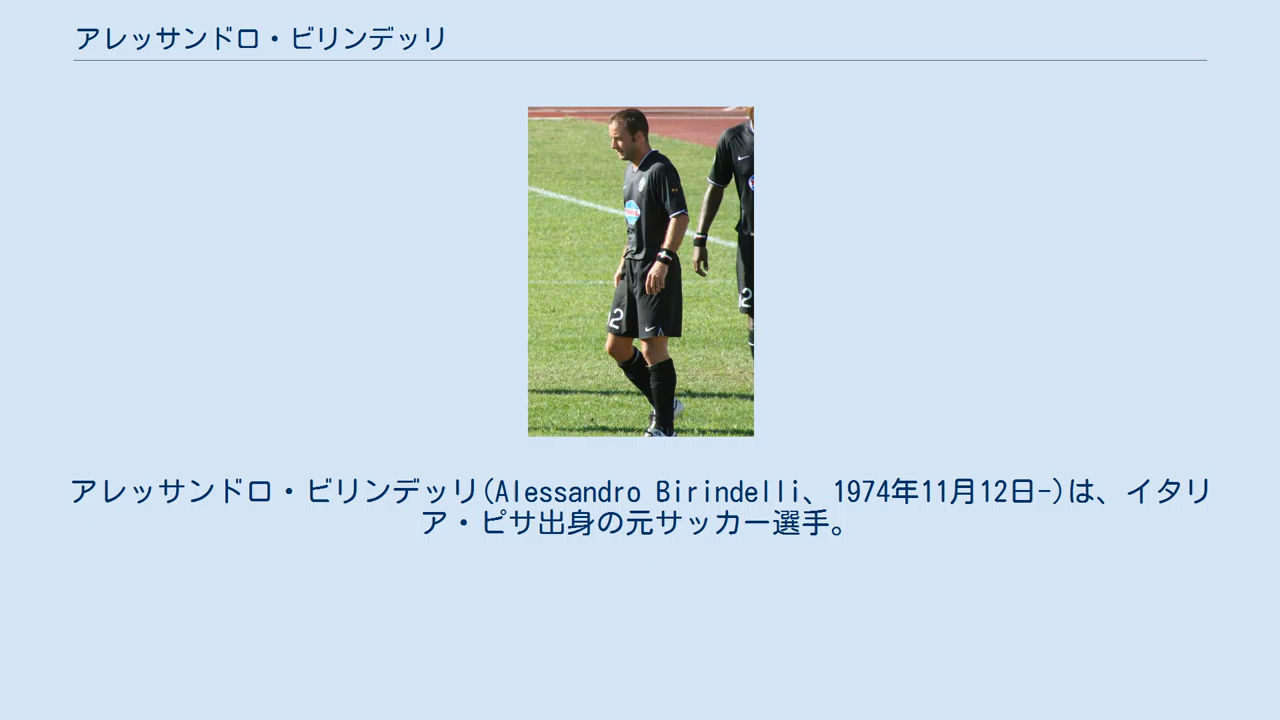 アレッサンドロ・ビリンデッリ
アレッサンドロ・ビリンデッリ(Alessandro Birindelli、1974年11月12日-)は、イタリ
ア・ピサ出身の元サッカー選手。